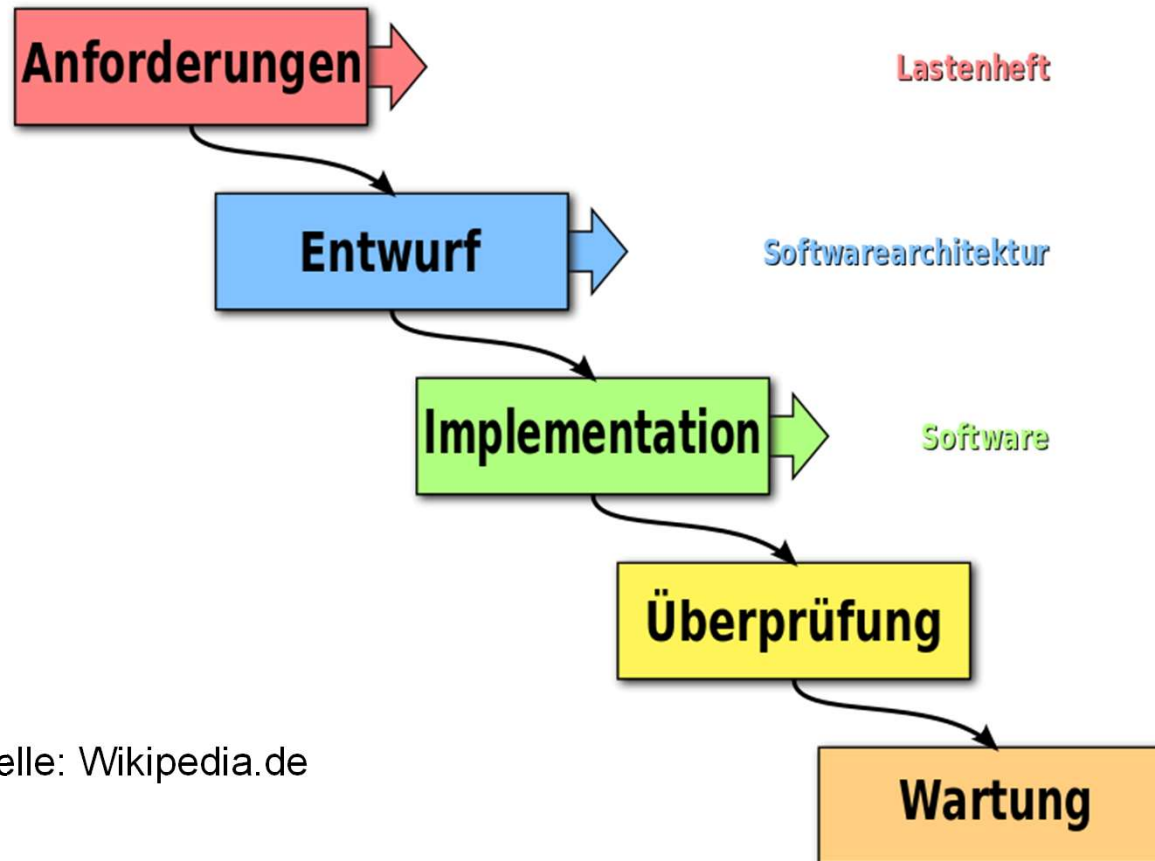 Anforderungen
Lastenheft
Entwurf
Softwarearchitektur
Implementation
Software
Überprüfung
elle: Wikipedia.de
Wartung